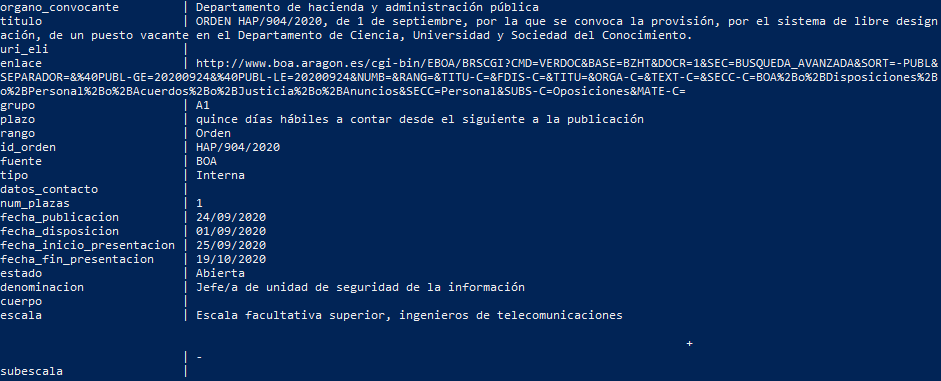 organo_convocante | Departamento de hacienda y administración pública
titulo | ORDEN HAP/904/2020, de 1 de septiembre, por la que se convoca la provisión, por el sistema de libre design
ación, de un puesto vacante en el Departamento de Ciencia, Universidad y Sociedad del Conocimiento.
uri_eli |
enlace | http://www.boa.aragon.es/cgi-bin/EBOA/BRSCGI?CMD=VERDOC&BASE=BZHT&DOCR=1&SEC=BUSQUEDA_AVANZADA&SORT=-PUBL&
SEPARADOR=&%40PUBL-GE=20200924&%40PUBL-LE=20200924&NUMB=&RANG=&TITU-C=&FDIS-C=&TITU=&ORGA-C=&TEXT-C=&SECC-C=BOA%2Bo%2BDisposiciones%2B
o%2BPersonal%2Bo%2BAcuerdos%2Bo%2BJusticia%2Bo%2BAnuncios&SECC=Personal&SUBS-C=Oposiciones&MATE-C=
grupo | A1
plazo | quince días hábiles a contar desde el siguiente a la publicación
rango | Orden
id_orden | HAP/904/2020
fuente | BOA
tipo | Interna
datos_contacto |
num_plazas | 1
fecha_publicacion | 24/09/2020
fecha_disposicion | 01/09/2020
fecha_inicio_presentacion | 25/09/2020
fecha_fin_presentacion | 19/10/2020
estado | Abierta
denominacion | Jefe/a de unidad de seguridad de la información
cuerpo |
escala | Escala facultativa superior, ingenieros de telecomunicaciones
+
| -
subescala |